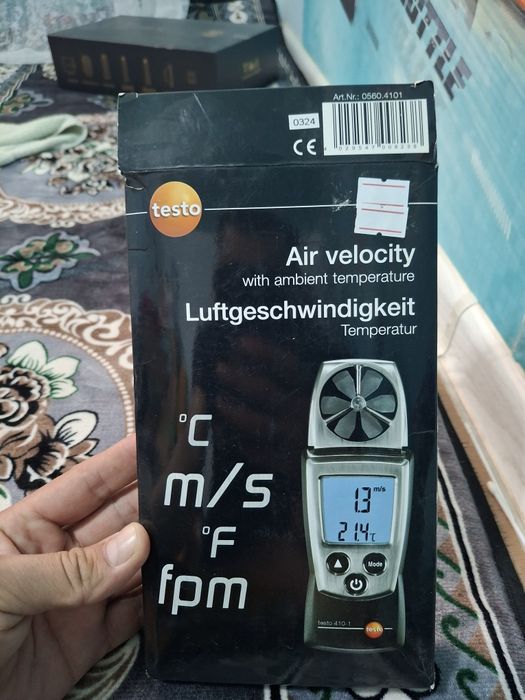 TTLE
Art.Nr.: 0560.4101
0324
CE
testo
Air velocity
with ambient temperature
Luftgeschwindigkeit
Temperatur
°C
m/s
°F
fpm
1.3 m/s
21.4 °C
Mode
testo 410-1
testo